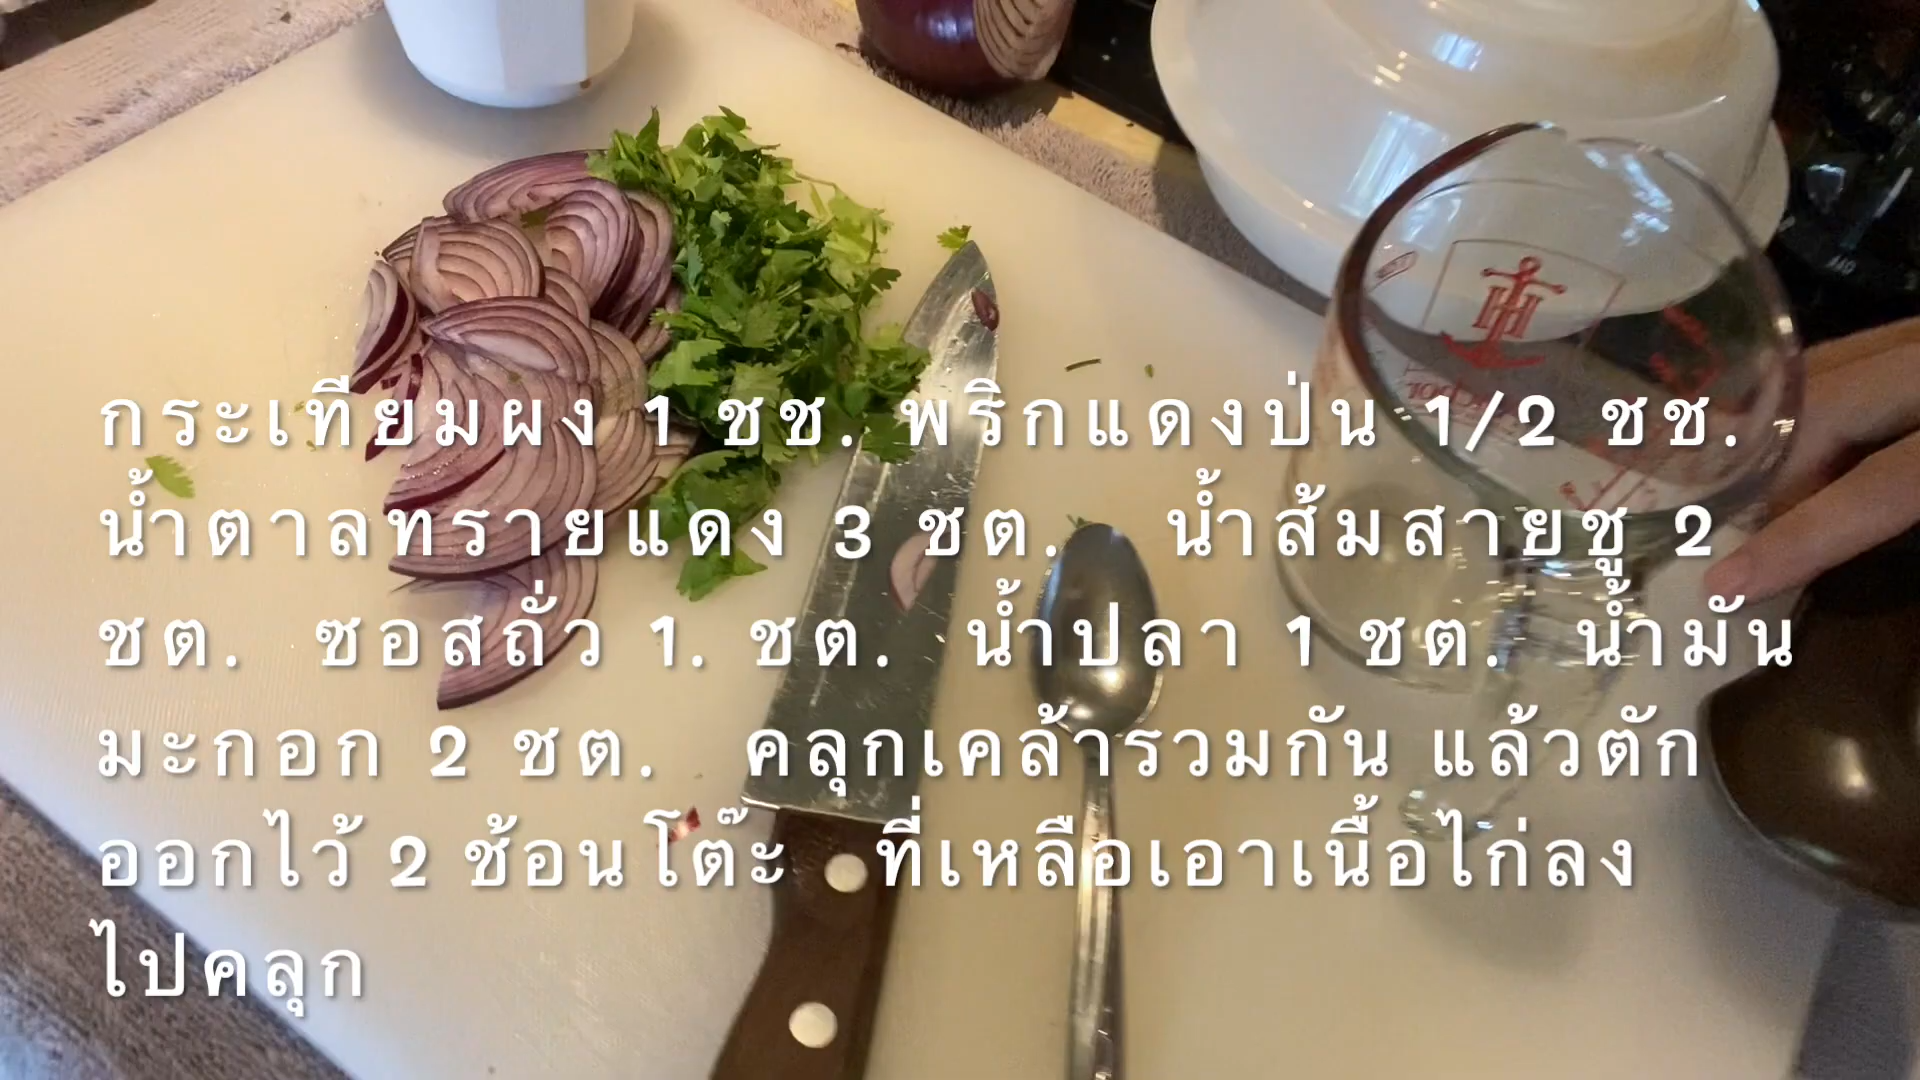 กระเทียมผง 1 ชช. พริกแดงป่น 1/2 ชช.
น้ำตาลทรายแดง 3 ชต. น้ำส้มสายชู 2
ชต. ซอสถั่ว 1. ชต. น้ำปลา 1 ชต. น้ำมัน
มะกอก 2 ชต. คลุกเคล้ารวมกัน แล้วตัก
ออกไว้ 2 ช้อนโต๊ะ ที่เหลือเอาเนื้อไก่ลง
ไปคลุก